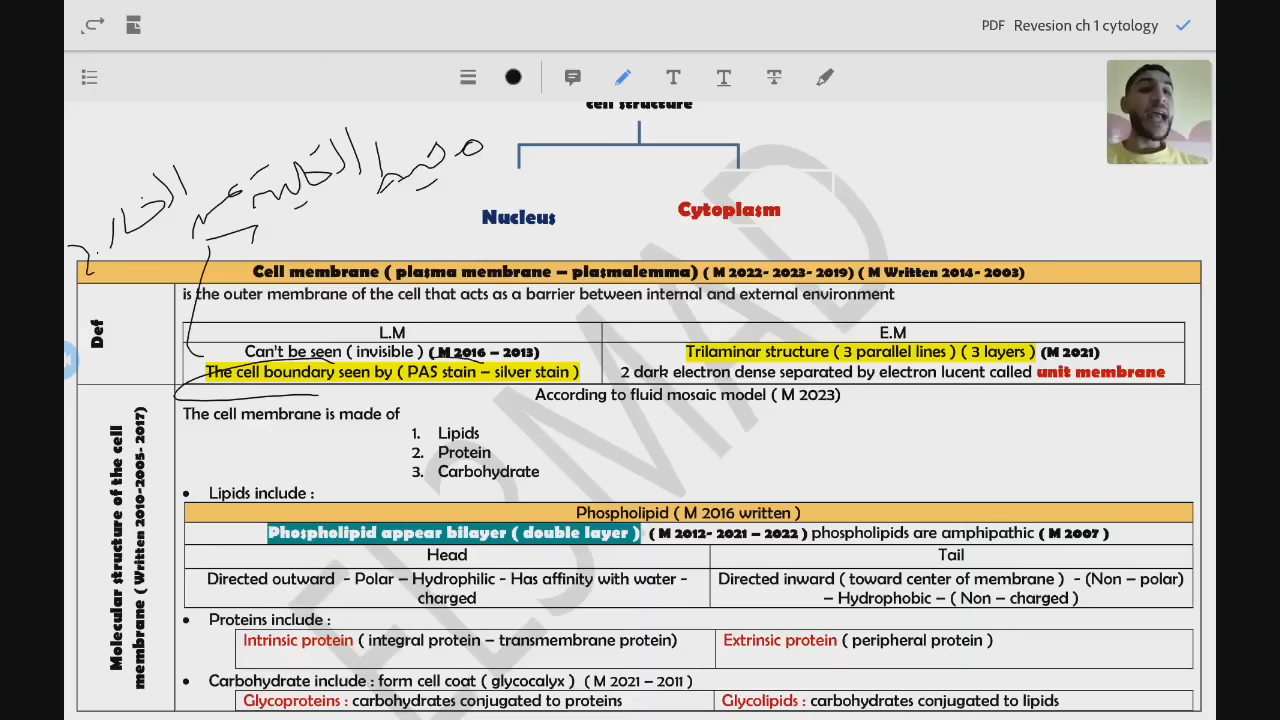 PDF Revesion ch 1 cytology
cell structure
محيط الخلية عن الخارج
Nucleus
Cytoplasm
Cell membrane ( plasma membrane – plasmalemma) ( M 2022- 2023- 2019) ( M Written 2014- 2003)
Def
is the outer membrane of the cell that acts as a barrier between internal and external environment
L.M
E.M
Can't be seen ( invisible ) ( M 2016 – 2013)
Trilaminar structure ( 3 parallel lines ) ( 3 layers ) (M 2021)
The cell boundary seen by ( PAS stain – silver stain )
2 dark electron dense separated by electron lucent called unit membrane
Molecular structure of the cell membrane ( Written 2010-2005- 2017)
According to fluid mosaic model ( M 2023)
The cell membrane is made of
1. Lipids
2. Protein
3. Carbohydrate
• Lipids include :
Phospholipid ( M 2016 written )
Phospholipid appear bilayer ( double layer ) ( M 2012- 2021 – 2022 ) phospholipids are amphipathic ( M 2007 )
Head
Tail
Directed outward - Polar – Hydrophilic - Has affinity with water -
charged
Directed inward ( toward center of membrane ) - (Non – polar)
– Hydrophobic – ( Non – charged )
• Proteins include :
Intrinsic protein ( integral protein – transmembrane protein)
Extrinsic protein ( peripheral protein )
• Carbohydrate include : form cell coat ( glycocalyx ) ( M 2021 – 2011 )
Glycoproteins : carbohydrates conjugated to proteins
Glycolipids : carbohydrates conjugated to lipids